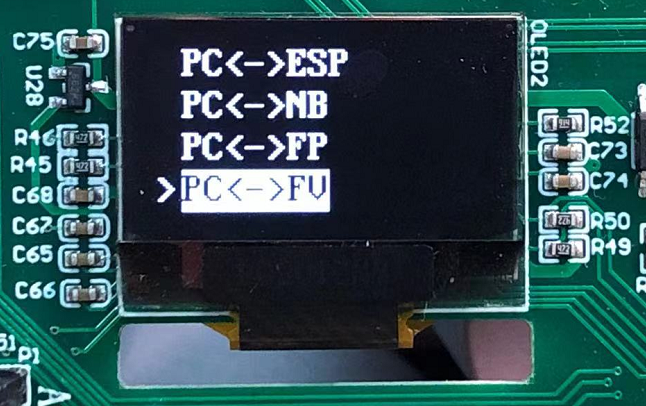 C75
U28
R46
R45
C68
C67
C65
C66
PC<->ESP
PC<->NB
PC<->FP
>PC<->FV
OLED2
R52
C73
C74
R50
R49
P1
A